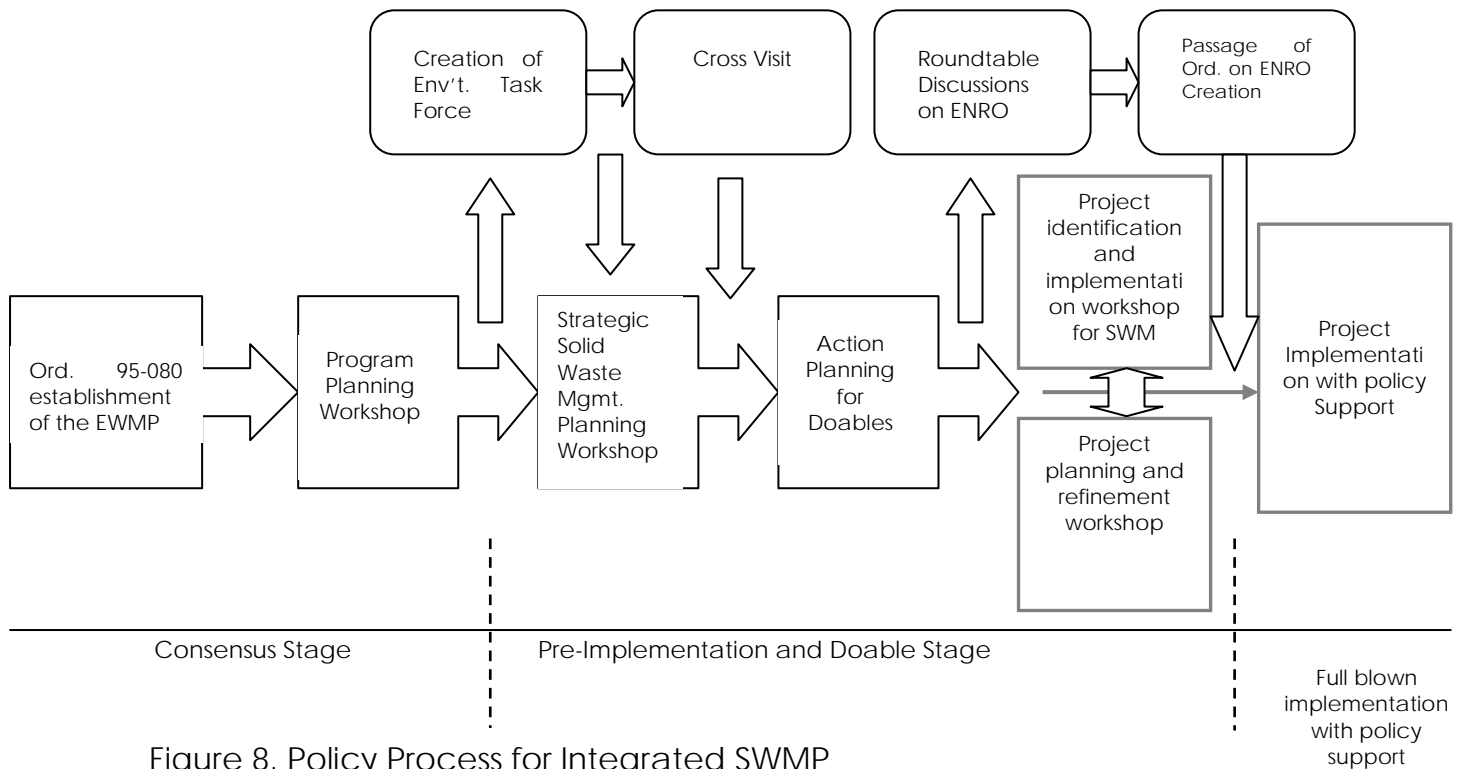 Creation of
Env't. Task
Force
Cross Visit
Roundtable
Discussions
on ENRO
Passage of
Ord. on ENRO
Creation
Ord. 95-080
establishment
of the EWMP
Program
Planning
Workshop
Strategic
Solid
Waste
Mgmt.
Planning
Workshop
Action
Planning
for
Doables
Project
identification
and
implementati
on workshop
for SWM
Project
planning and
refinement
workshop
Project
Implementati
on with policy
Support
Consensus Stage
Pre-Implementation and Doable Stage
Full blown
implementation
with policy
support
Figure 8. Policy Process for Integrated SWMP